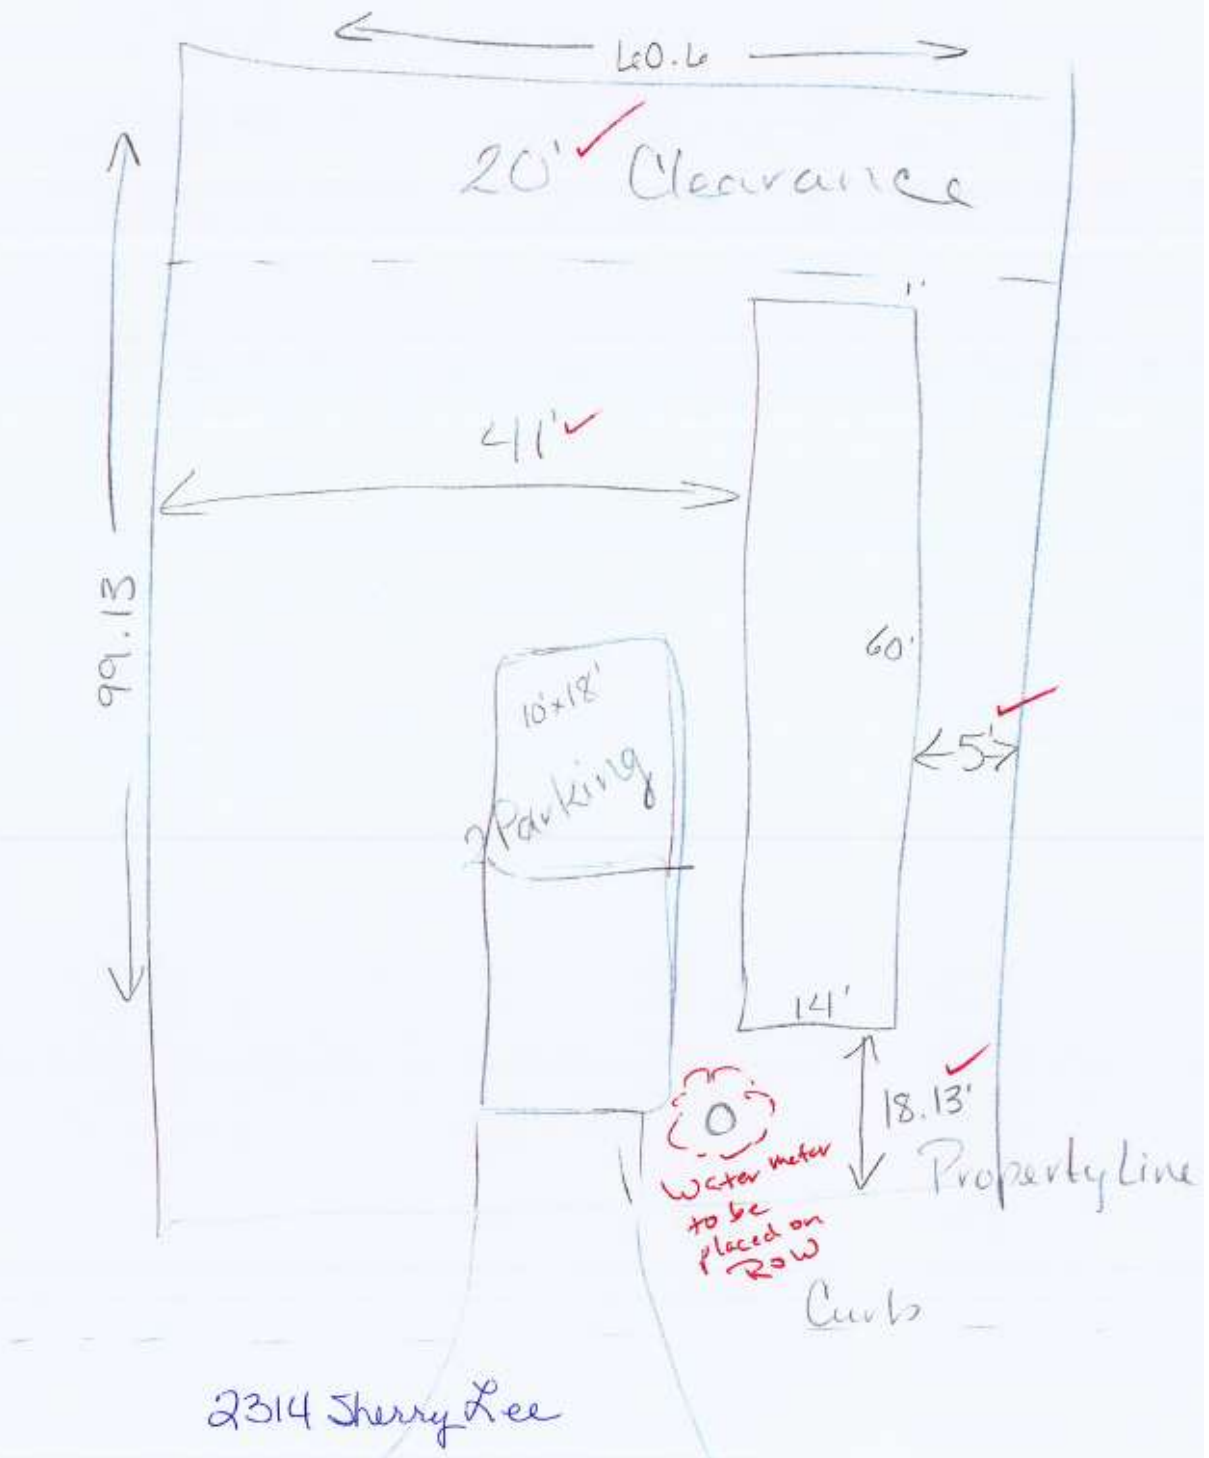 60.6
20' Clearance
1'
41'
99.13
60'
10'x18'
2 Parking
5'
14'
18.13'
Property Line
Water meter
to be
placed on
ROW
Curb
2314 Sherry Lee